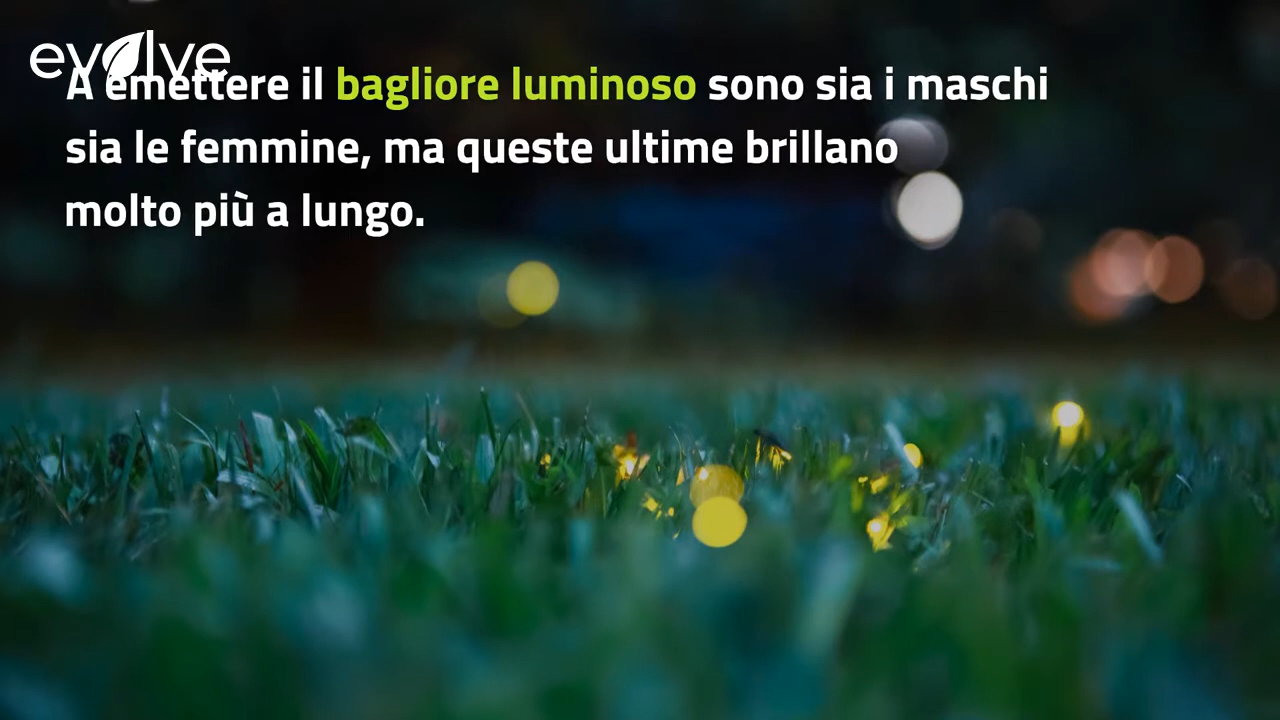 evolve
A emettere il bagliore luminoso sono sia i maschi
sia le femmine, ma queste ultime brillano
molto più a lungo.